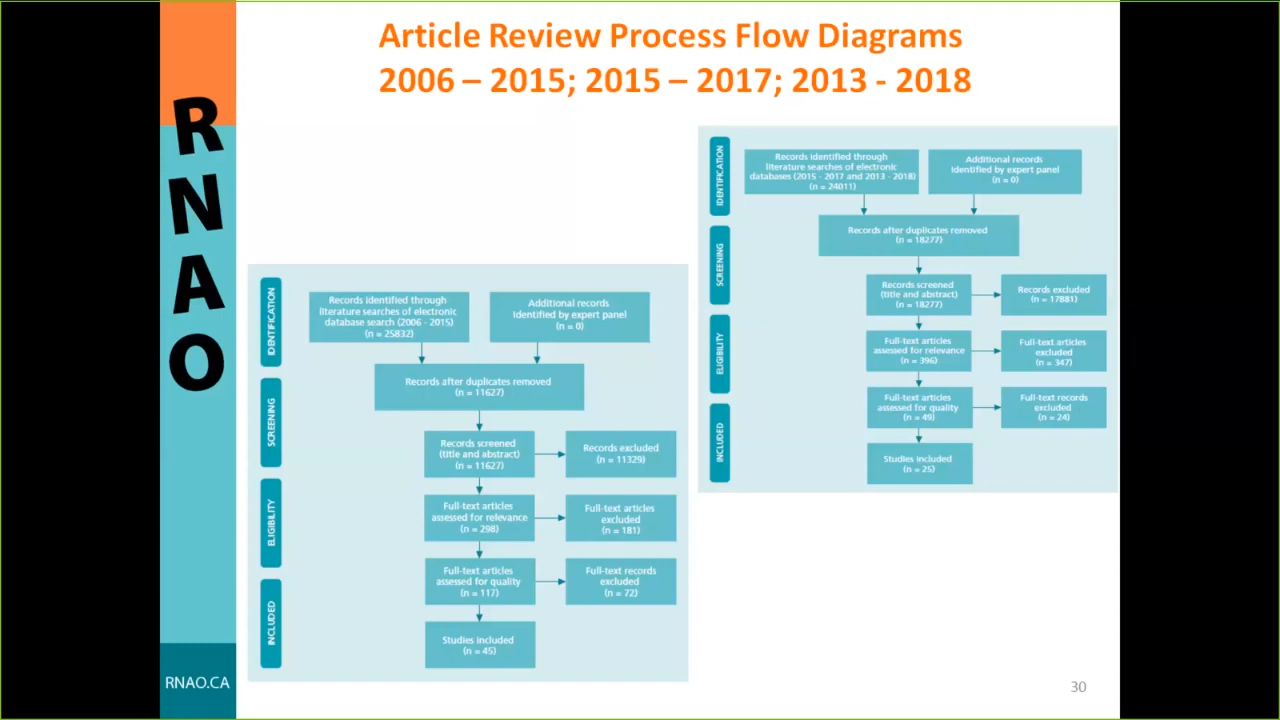 Article Review Process Flow Diagrams
2006 – 2015; 2015 – 2017; 2013 - 2018
R
N
A
O
RNAO.CA
IDENTIFICATION
SCREENING
ELIGIBILITY
INCLUDED
Records identified through
literature searches of electronic
database search (2006 - 2015)
(n = 25832)
Additional records
identified by expert panel
(n = 0)
Records after duplicates removed
(n = 11627)
Records screened
(title and abstract)
(n = 11627)
Records excluded
(n = 11329)
Full-text articles
assessed for relevance
(n = 298)
Full-text articles
excluded
(n = 181)
Full-text articles
assessed for quality
(n = 117)
Full-text records
excluded
(n = 72)
Studies included
(n = 45)
IDENTIFICATION
SCREENING
ELIGIBILITY
INCLUDED
Records identified through
literature searches of electronic
databases (2015 - 2017 and 2013 - 2018)
(n = 24011)
Additional records
identified by expert panel
(n = 0)
Records after duplicates removed
(n = 18277)
Records screened
(title and abstract)
(n = 18277)
Records excluded
(n = 17881)
Full-text articles
assessed for relevance
(n = 396)
Full-text articles
excluded
(n = 347)
Full-text articles
assessed for quality
(n = 49)
Full-text records
excluded
(n = 24)
Studies included
(n = 25)
30